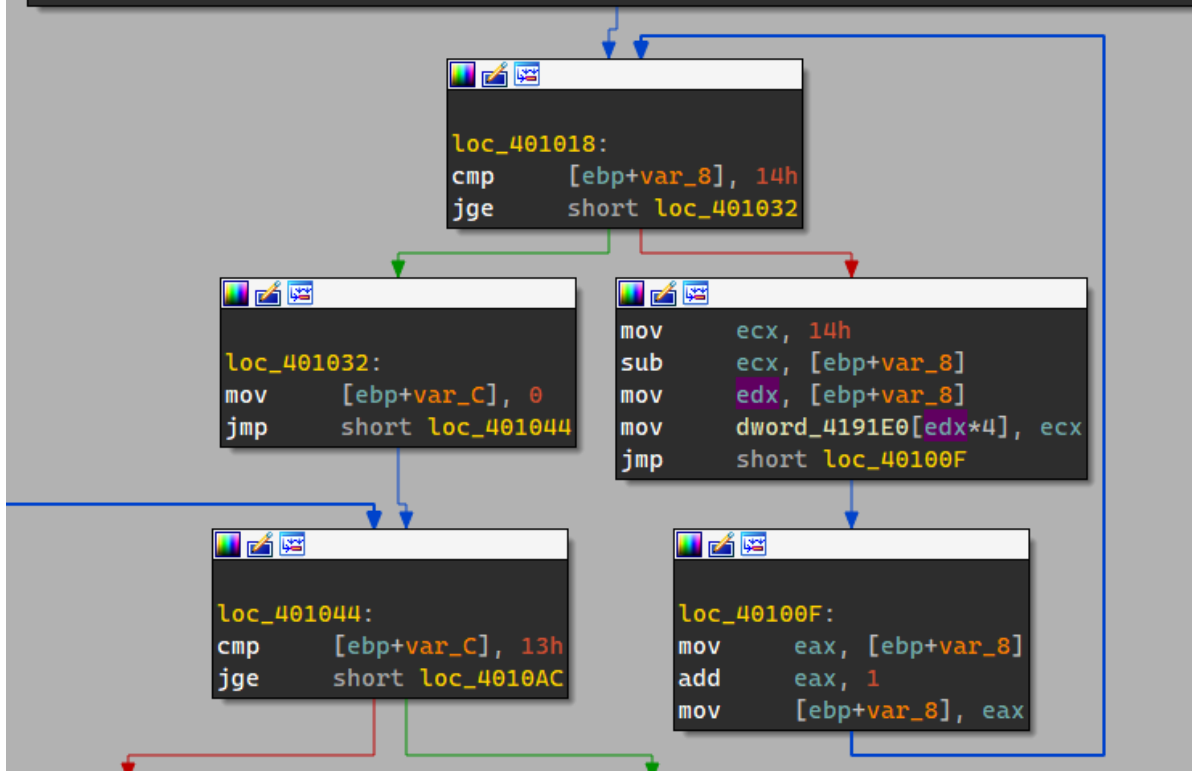 loc_401018:
cmp [ebp+var_8], 14h
jge short loc_401032
loc_401032:
mov [ebp+var_C], 0
jmp short loc_401044
mov ecx, 14h
sub ecx, [ebp+var_8]
mov edx, [ebp+var_8]
mov dword_4191E0[edx*4], ecx
jmp short loc_40100F
loc_401044:
cmp [ebp+var_C], 13h
jge short loc_4010AC
loc_40100F:
mov eax, [ebp+var_8]
add eax, 1
mov [ebp+var_8], eax